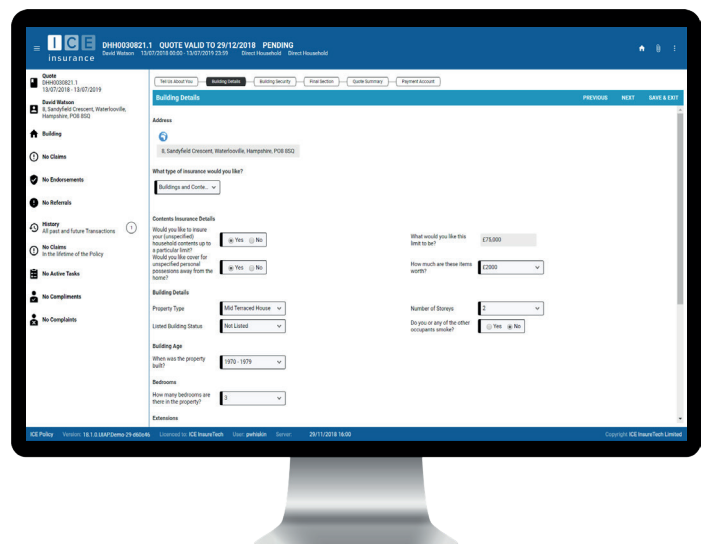 ICE
insurance
DHH0030821.1 QUOTE VALID TO 29/12/2018 PENDING
David Watson 13/07/2018 00:00 - 13/07/2019 23:59 Direct Household Direct Household
Quote
DHH0030821.1
13/07/2018 - 13/07/2019
David Watson
8, Sandyfield Crescent, Waterlooville,
Hampshire, PO8 8SQ
Building
No Claims
No Endorsements
No Referrals
History
All past and future Transactions
1
No Claims
In the lifetime of the Policy
No Active Tasks
No Compliments
No Complaints
Tell Us About You
Building Details
Building Security
Final Section
Quote Summary
Payment Account
Building Details
PREVIOUS NEXT SAVE & EXIT
Address
8, Sandyfield Crescent, Waterlooville, Hampshire, PO8 8SQ
What type of insurance would you like?
Buildings and Conte..
Contents Insurance Details
Would you like to insure
your (unspecified)
household contents up to
a particular limit?
Yes No
What would you like this
limit to be?
£75,000
Would you like cover for
unspecified personal
possesions away from the
home?
Yes No
How much are these items
worth?
£2000
Building Details
Property Type
Mid Terraced House
Number of Storeys
2
Listed Building Status
Not Listed
Do you or any of the other
occupants smoke?
Yes No
Building Age
When was the property
built?
1970 - 1979
Bedrooms
How many bedrooms are
there in the property?
3
Extensions
ICE Policy Version: 18.1.0.UIAP.Demo 29-d60c46 Licenced to: ICE InsureTech User: pwhiskin Server: 29/11/2018 16:00
Copyright ICE InsureTech Limited